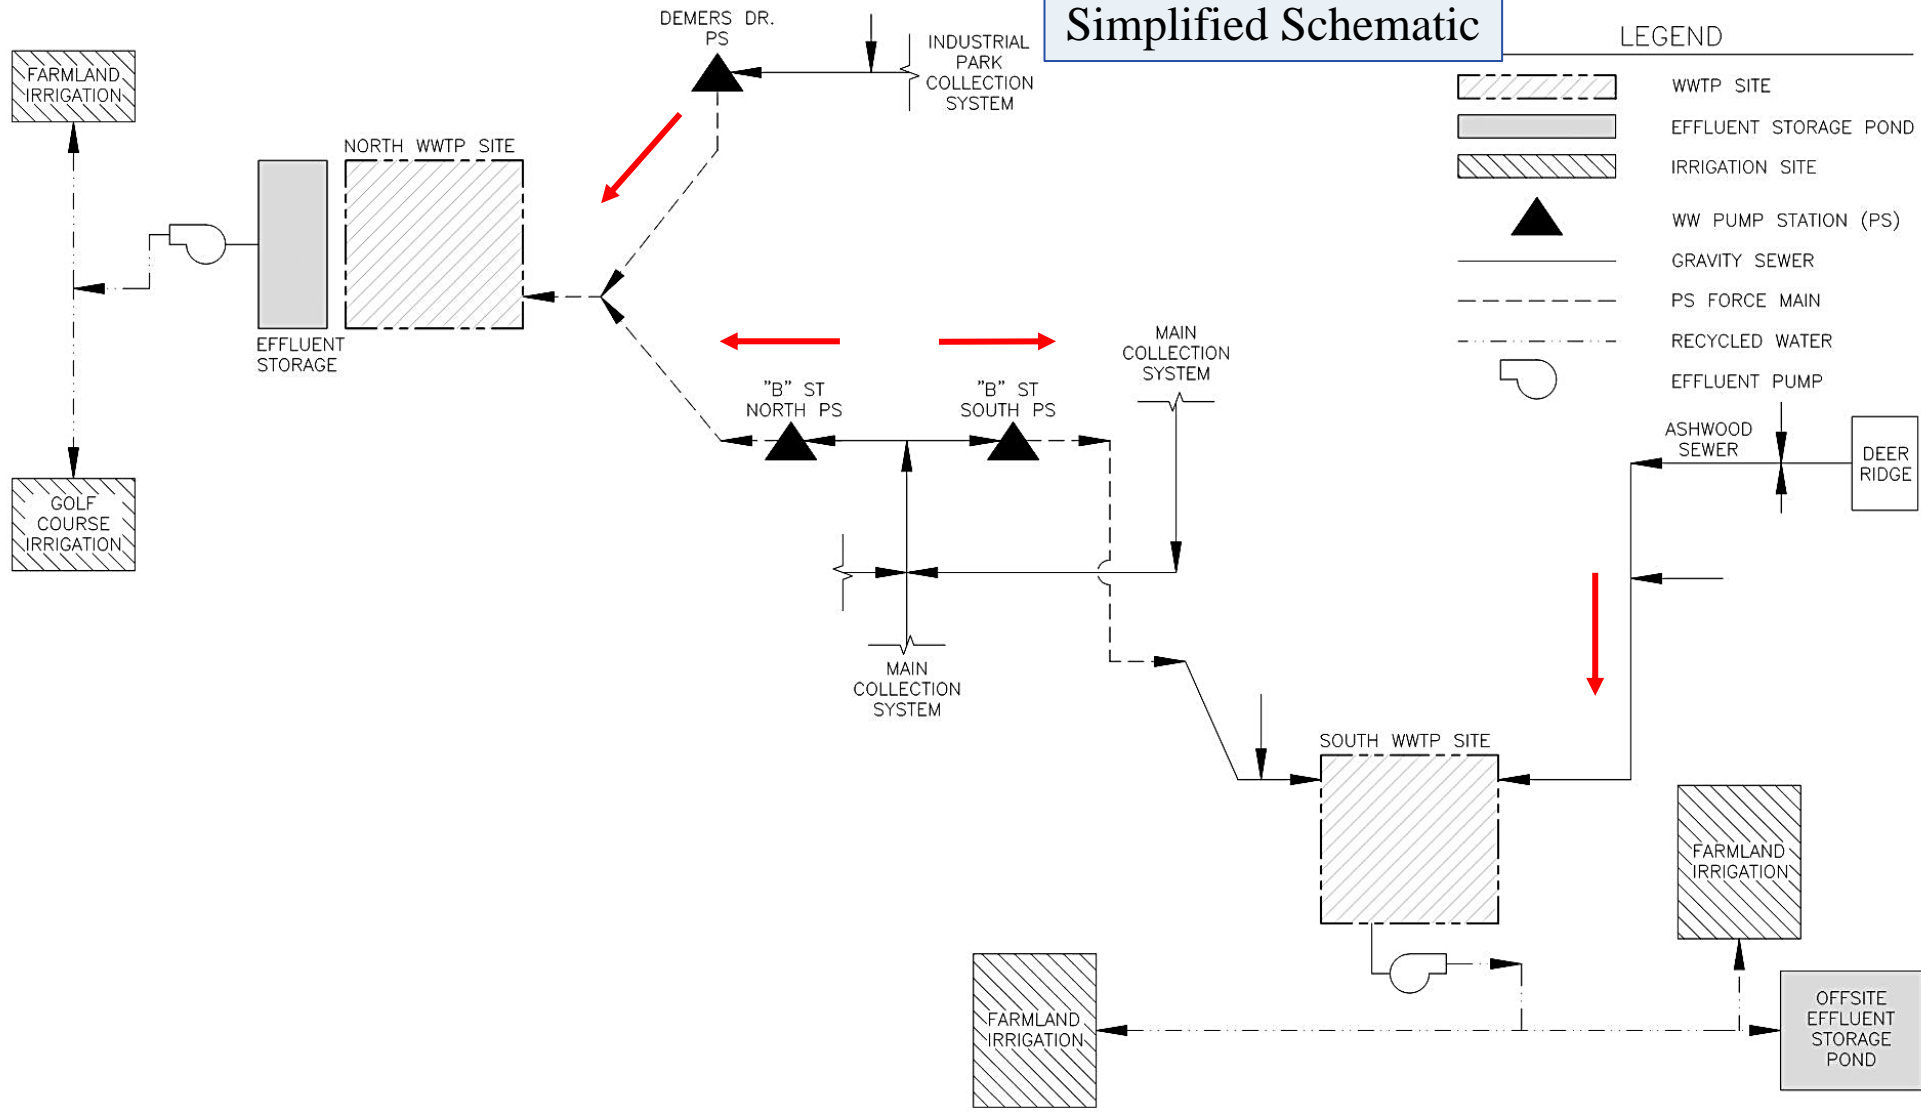 Simplified Schematic
DEMERS DR.
PS
INDUSTRIAL
PARK
COLLECTION
SYSTEM
LEGEND
WWTP SITE
EFFLUENT STORAGE POND
IRRIGATION SITE
WW PUMP STATION (PS)
GRAVITY SEWER
PS FORCE MAIN
RECYCLED WATER
EFFLUENT PUMP
FARMLAND
IRRIGATION
NORTH WWTP SITE
EFFLUENT
STORAGE
GOLF
COURSE
IRRIGATION
"B" ST
NORTH PS
"B" ST
SOUTH PS
MAIN
COLLECTION
SYSTEM
ASHWOOD
SEWER
DEER
RIDGE
MAIN
COLLECTION
SYSTEM
SOUTH WWTP SITE
FARMLAND
IRRIGATION
FARMLAND
IRRIGATION
OFFSITE
EFFLUENT
STORAGE
POND